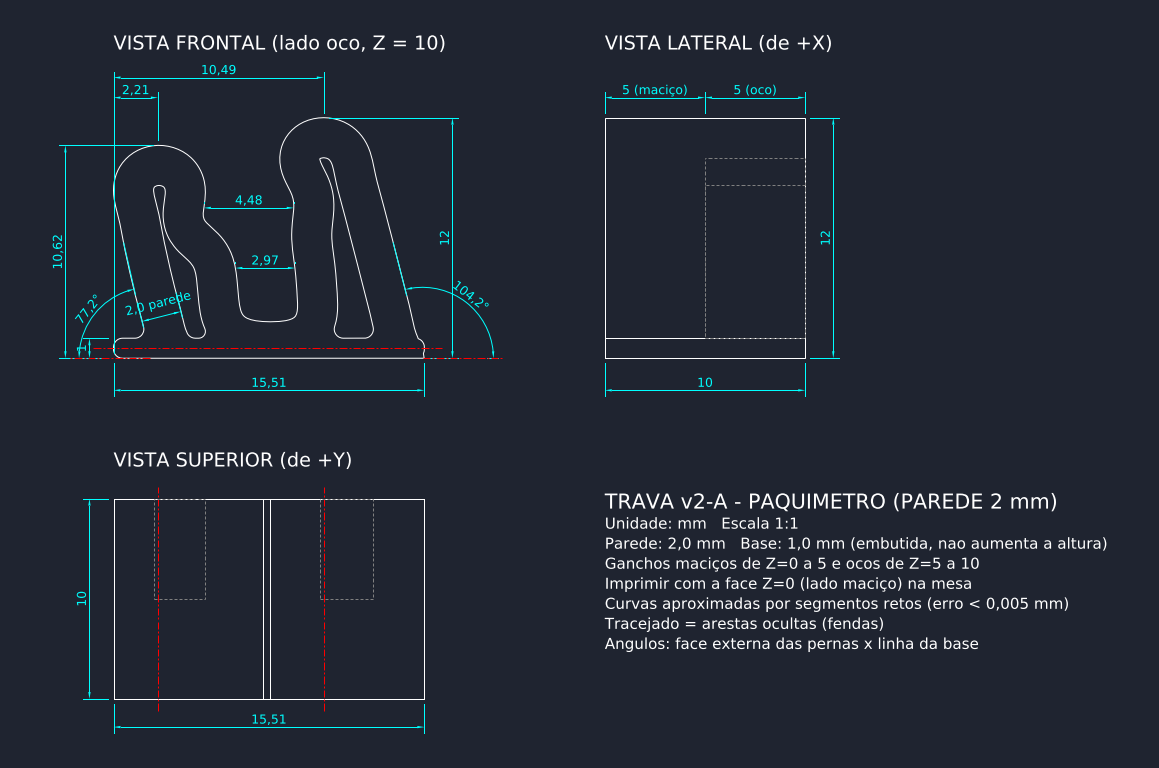 VISTA FRONTAL (lado oco, Z = 10)
10,49
2,21
4,48
2,97
12
10,62
77,2°
2,0 parede
104,2°
1
15,51
VISTA LATERAL (de +X)
5 (maciço)
5 (oco)
12
10
VISTA SUPERIOR (de +Y)
10
15,51
TRAVA v2-A - PAQUIMETRO (PAREDE 2 mm)
Unidade: mm Escala 1:1
Parede: 2,0 mm Base: 1,0 mm (embutida, nao aumenta a altura)
Ganchos maciços de Z=0 a 5 e ocos de Z=5 a 10
Imprimir com a face Z=0 (lado maciço) na mesa
Curvas aproximadas por segmentos retos (erro < 0,005 mm)
Tracejado = arestas ocultas (fendas)
Angulos: face externa das pernas x linha da base